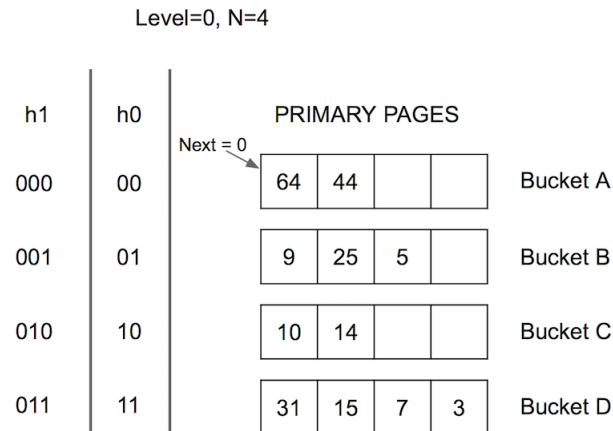 Level=0, N=4
h1 h0 PRIMARY PAGES
Next = 0
000 00 64 44 Bucket A
001 01 9 25 5 Bucket B
010 10 10 14 Bucket C
011 11 31 15 7 3 Bucket D